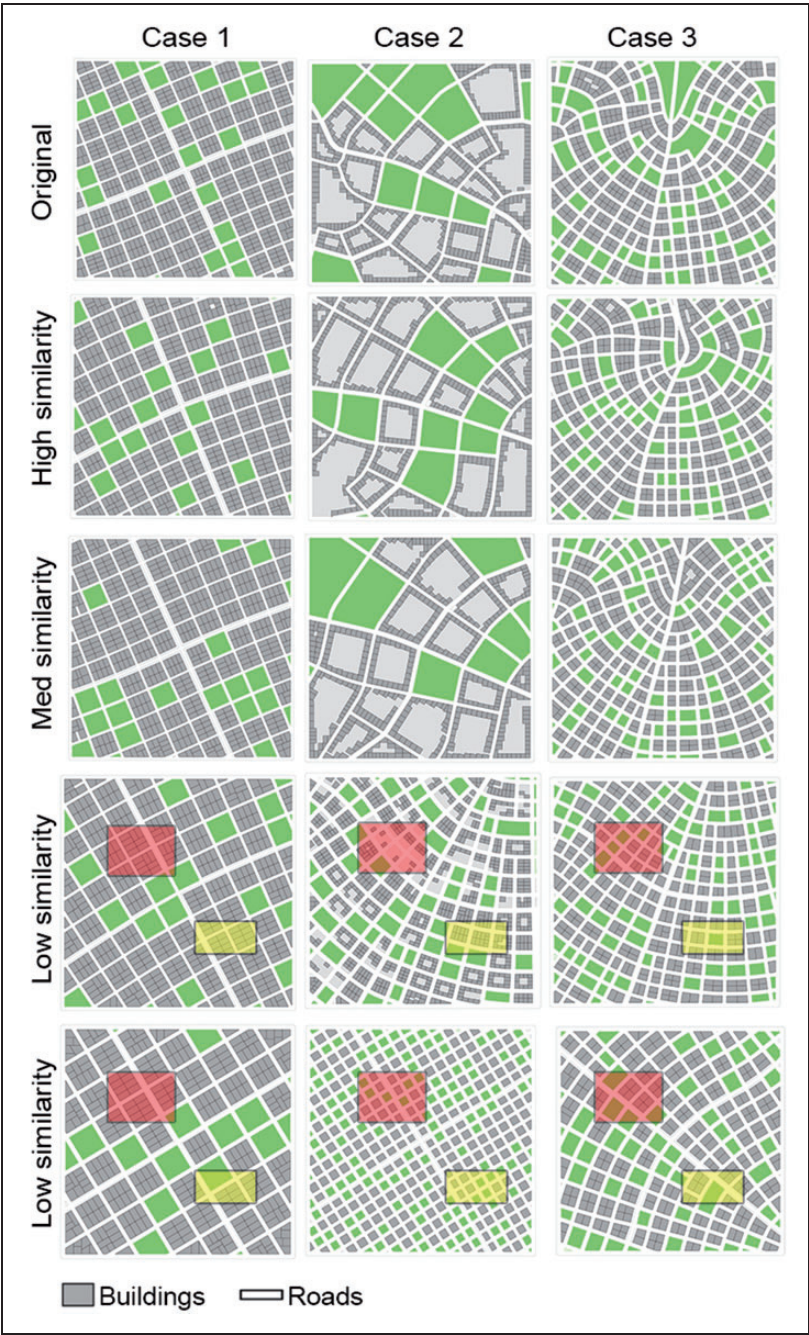 Case 1 Case 2 Case 3
Original
High similarity
Med similarity
Low similarity
Low similarity
Buildings Roads